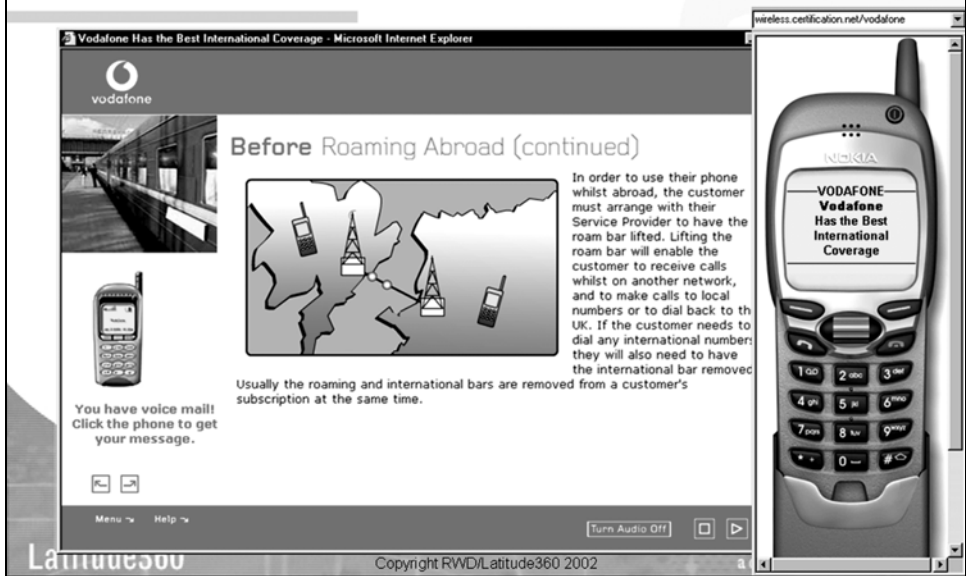 wireless.certification.net/vodafone
Vodafone Has the Best International Coverage - Microsoft Internet Explorer
vodafone
Before Roaming Abroad (continued)
In order to use their phone
whilst abroad, the customer
must arrange with their
Service Provider to have the
roam bar lifted. Lifting the
roam bar will enable the
customer to receive calls
whilst on another network,
and to make calls to local
numbers or to dial back to th
UK. If the customer needs to
dial any international numbers
they will also need to have
the international bar removed
Usually the roaming and international bars are removed from a customer's
subscription at the same time.
You have voice mail!
Click the phone to get
your message.
Menu
Help
Turn Audio Off
Latitude360
Copyright RWD/Latitude360 2002
a
NOKIA
VODAFONE
Vodafone
Has the Best
International
Coverage
1
2 abc
3 def
4 ghi
5 jkl
6 mno
7 pqrs
8 tuv
9 wxyz
* +
0
#